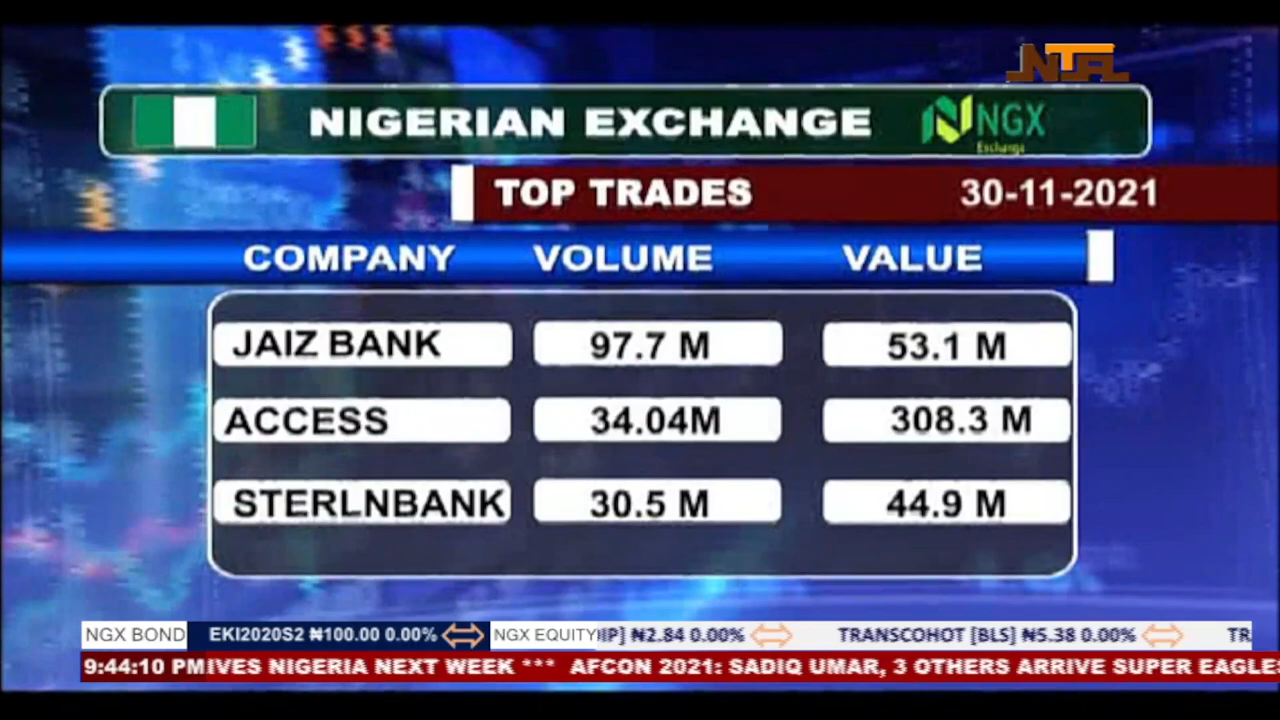 NTA
NIGERIAN EXCHANGE NGX
Exchange
TOP TRADES 30-11-2021
COMPANY VOLUME VALUE
JAIZ BANK 97.7 M 53.1 M
ACCESS 34.04M 308.3 M
STERLNBANK 30.5 M 44.9 M
NGX BOND EKI2020S2 ₦100.00 0.00% NGX EQUITY IP] ₦2.84 0.00% TRANSCOHOT [BLS] ₦5.38 0.00% TR
9:44:10 PM IVES NIGERIA NEXT WEEK *** AFCON 2021: SADIQ UMAR, 3 OTHERS ARRIVE SUPER EAGLES